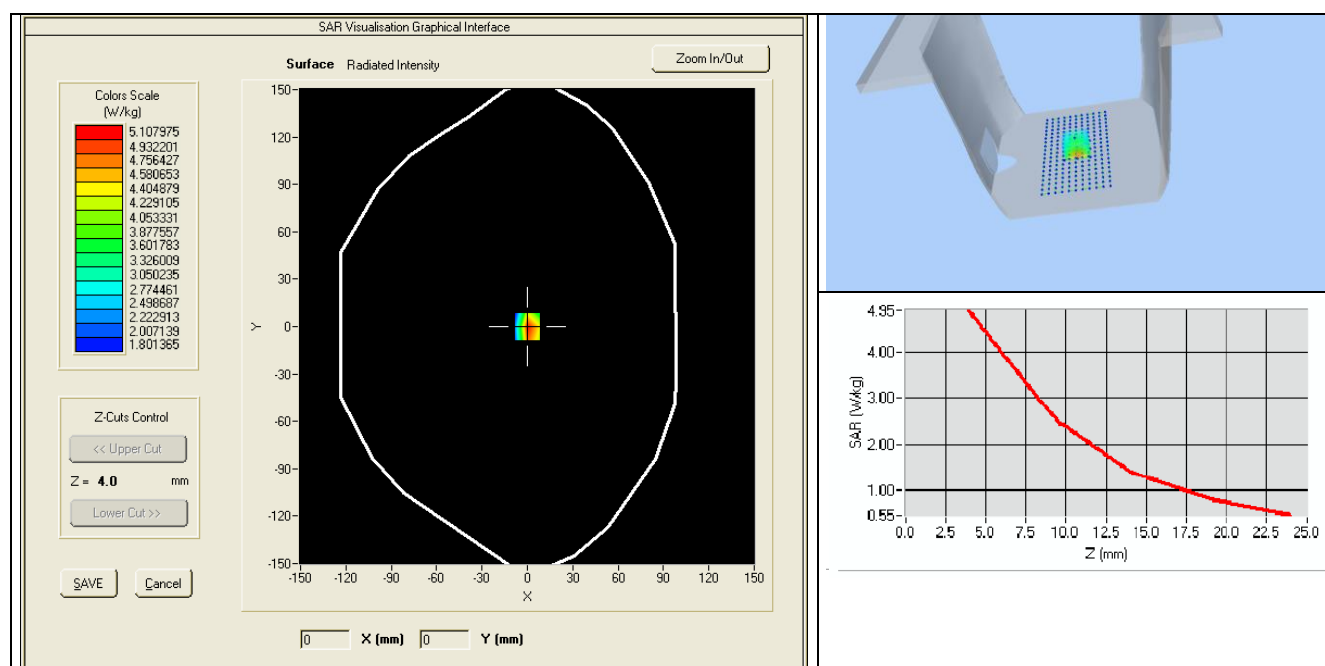 SAR Visualisation Graphical Interface
Surface Radiated Intensity
Zoom In/Out
Colors Scale
(W/kg)
5.107975
4.932201
4.756427
4.580653
4.404879
4.229105
4.053331
3.877557
3.601783
3.326009
3.050235
2.774461
2.498687
2.222913
2.007139
1.801365
Z-Cuts Control
<< Upper Cut
Z = 4.0 mm
Lower Cut >>
SAVE Cancel
150-
120-
90-
60-
30-
0-
-30-
-60-
-90-
-120-
-150-
Y
-150 -120 -90 -60 -30 0 30 60 90 120 150
X
0 X (mm) 0 Y (mm)
4.95-
4.00-
3.00-
2.00-
1.00-
0.55-
SAR (W/kg)
0.0 2.5 5.0 7.5 10.0 12.5 15.0 17.5 20.0 22.5 25.0
Z (mm)